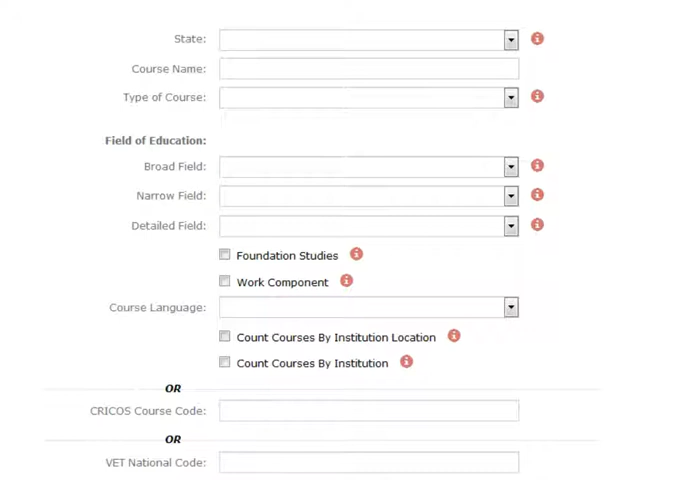 State:
Course Name:
Type of Course:
Field of Education:
Broad Field:
Narrow Field:
Detailed Field:
Foundation Studies
Work Component
Course Language:
Count Courses By Institution Location
Count Courses By Institution
OR
CRICOS Course Code:
OR
VET National Code: